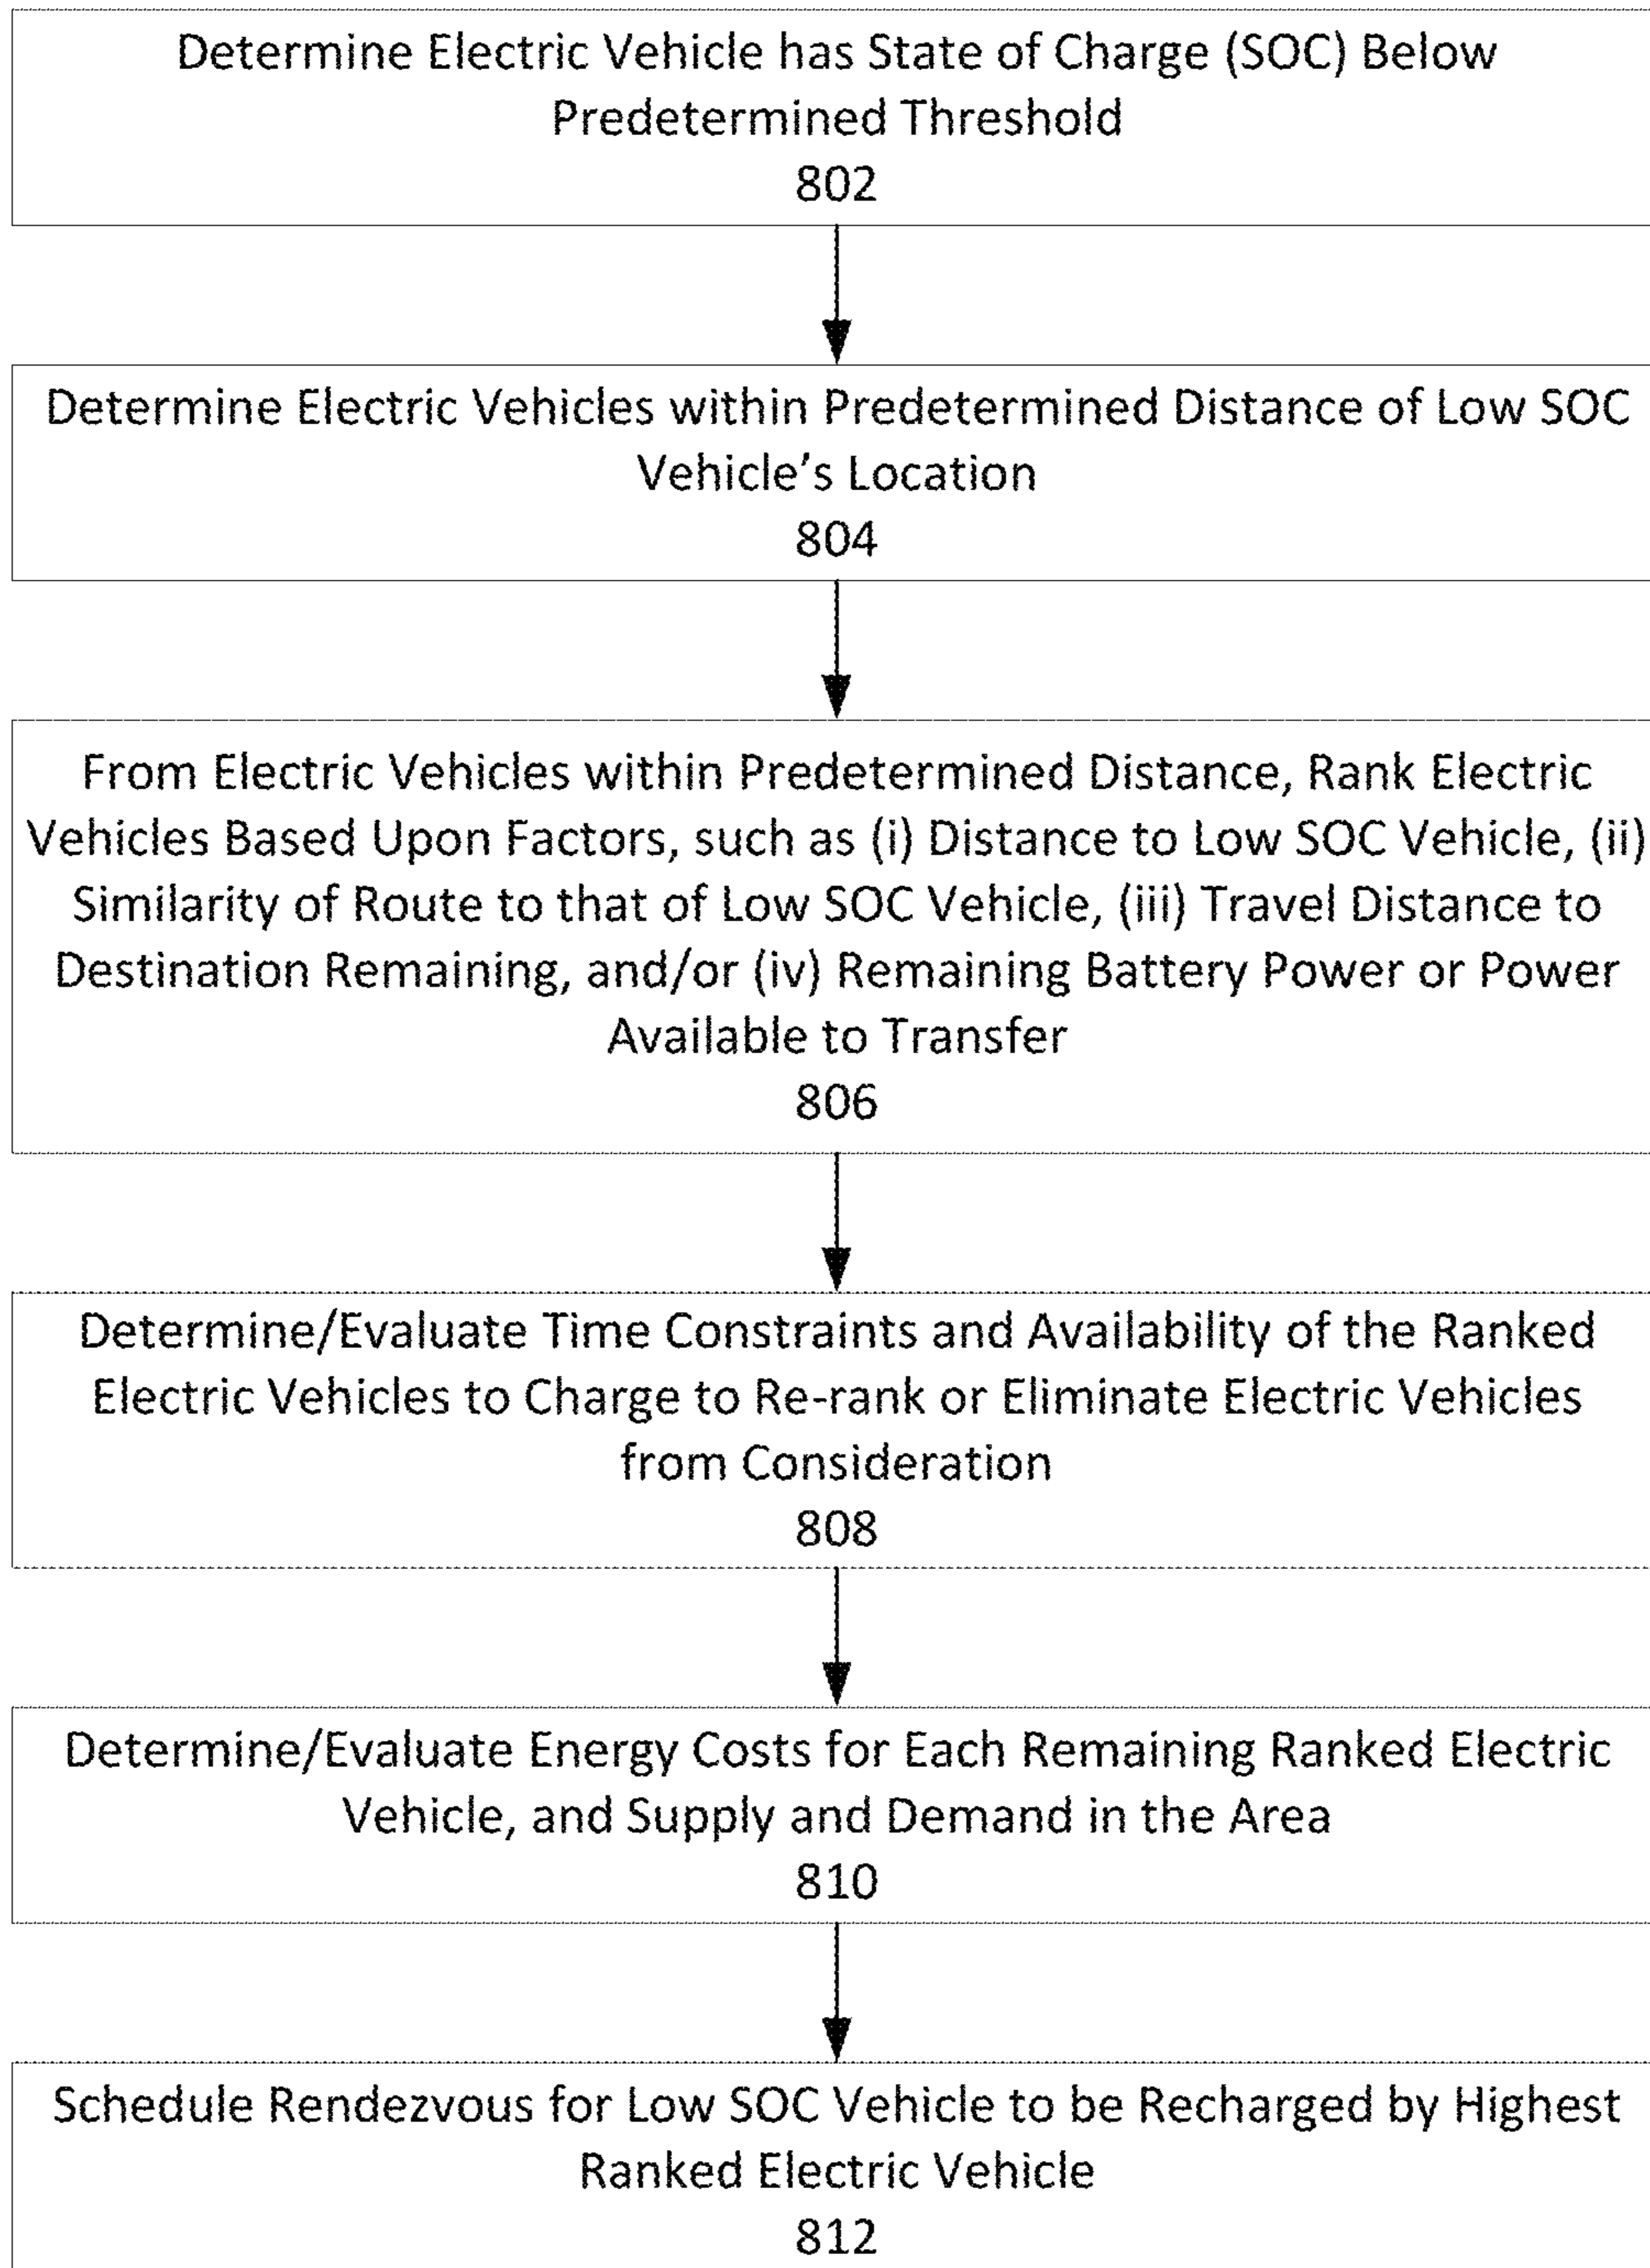 Determine Electric Vehicle has State of Charge (SOC) Below
Predetermined Threshold
802
Determine Electric Vehicles within Predetermined Distance of Low SOC
Vehicle's Location
804
From Electric Vehicles within Predetermined Distance, Rank Electric
Vehicles Based Upon Factors, such as (i) Distance to Low SOC Vehicle, (ii)
Similarity of Route to that of Low SOC Vehicle, (iii) Travel Distance to
Destination Remaining, and/or (iv) Remaining Battery Power or Power
Available to Transfer
806
Determine/Evaluate Time Constraints and Availability of the Ranked
Electric Vehicles to Charge to Re-rank or Eliminate Electric Vehicles
from Consideration
808
Determine/Evaluate Energy Costs for Each Remaining Ranked Electric
Vehicle, and Supply and Demand in the Area
810
Schedule Rendezvous for Low SOC Vehicle to be Recharged by Highest
Ranked Electric Vehicle
812